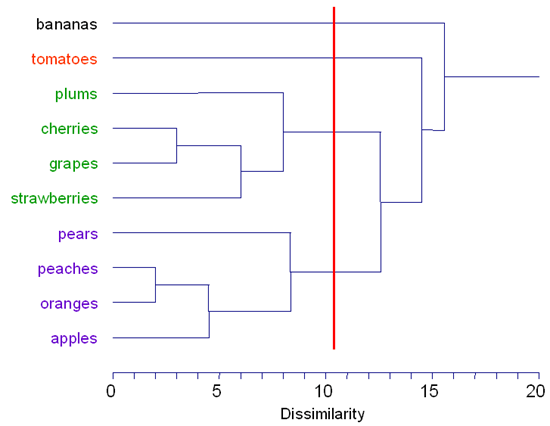 bananas
tomatoes
plums
cherries
grapes
strawberries
pears
peaches
oranges
apples
0 5 10 15 20
Dissimilarity